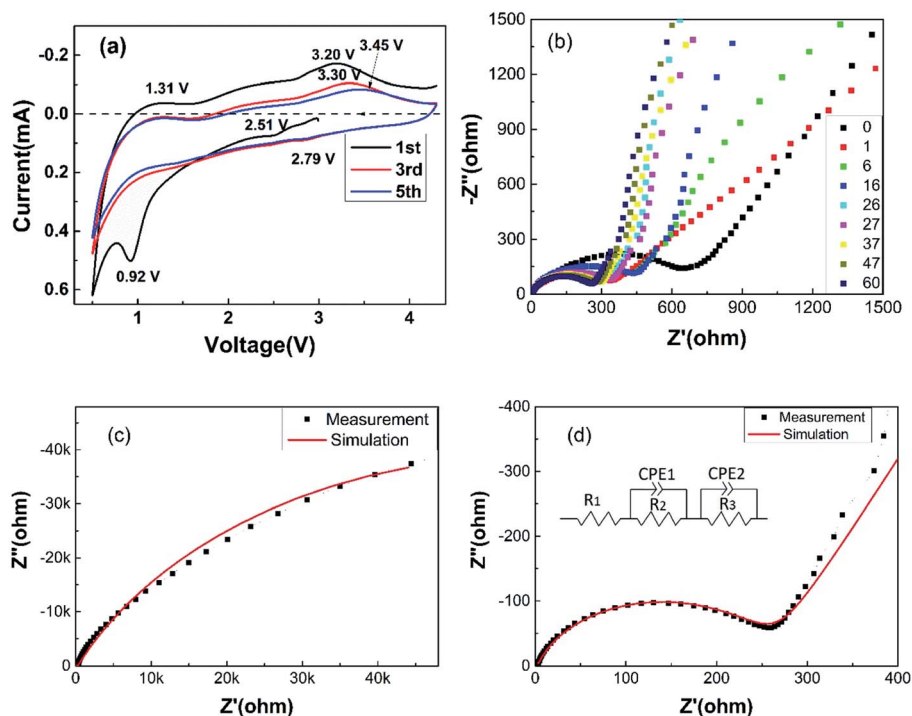 (a)
-0.2
0.0
0.2
0.4
0.6
Current(mA)
3.20 V
3.45 V
3.30 V
1.31 V
2.51 V
2.79 V
0.92 V
1st
3rd
5th
1
2
3
4
Voltage(V)
(b)
1500
1200
900
600
300
0
-Z''(ohm)
0
1
6
16
26
27
37
47
60
0
300
600
900
1200
1500
Z'(ohm)
(c)
Measurement
Simulation
-40k
-30k
-20k
-10k
0
Z''(ohm)
0
10k
20k
30k
40k
Z'(ohm)
(d)
Measurement
Simulation
-400
-300
-200
-100
0
Z''(ohm)
CPE1
CPE2
R1
R2
R3
0
100
200
300
400
Z'(ohm)